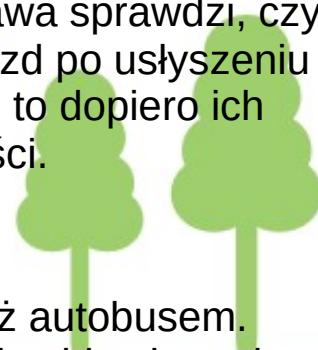 awa sprawdzi, czy
zd po usłyszeniu
to dopiero ich
ści.
ż autobusem.